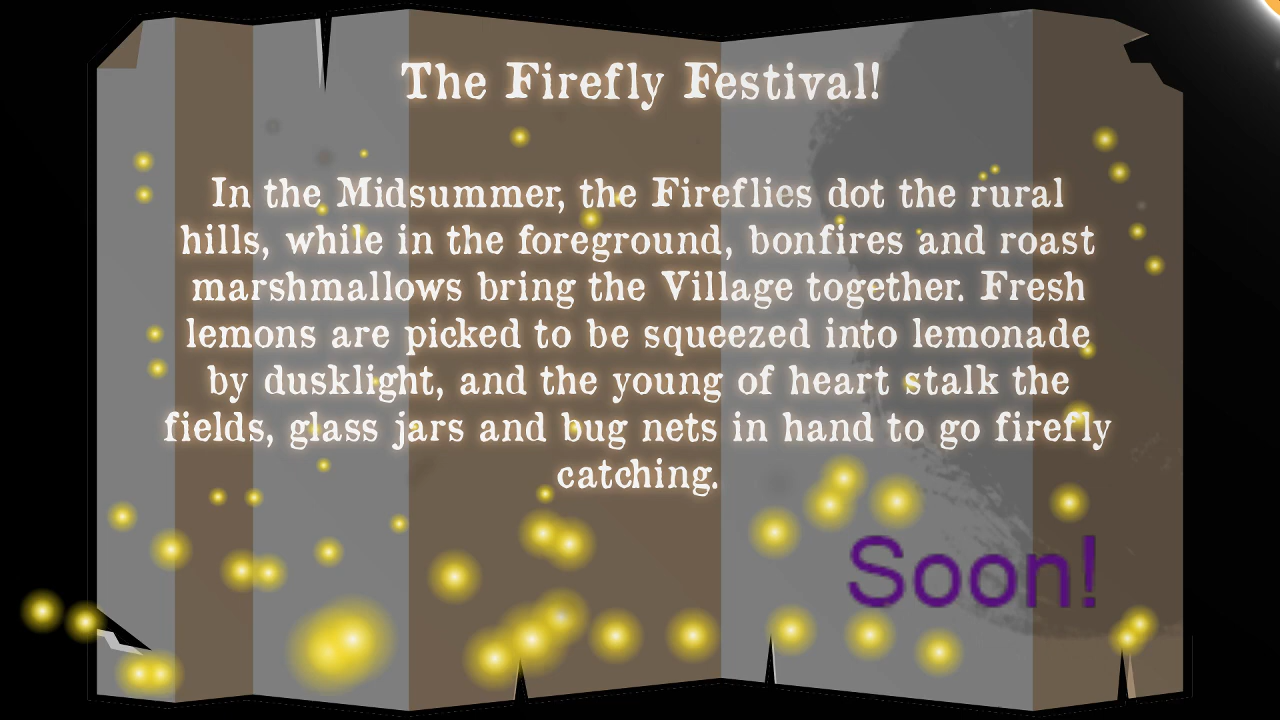 The Firefly Festival!
In the Midsummer, the Fireflies dot the rural
hills, while in the foreground, bonfires and roast
marshmallows bring the Village together. Fresh
lemons are picked to be squeezed into lemonade
by dusklight, and the young of heart stalk the
fields, glass jars and bug nets in hand to go firefly
catching.
Soon!